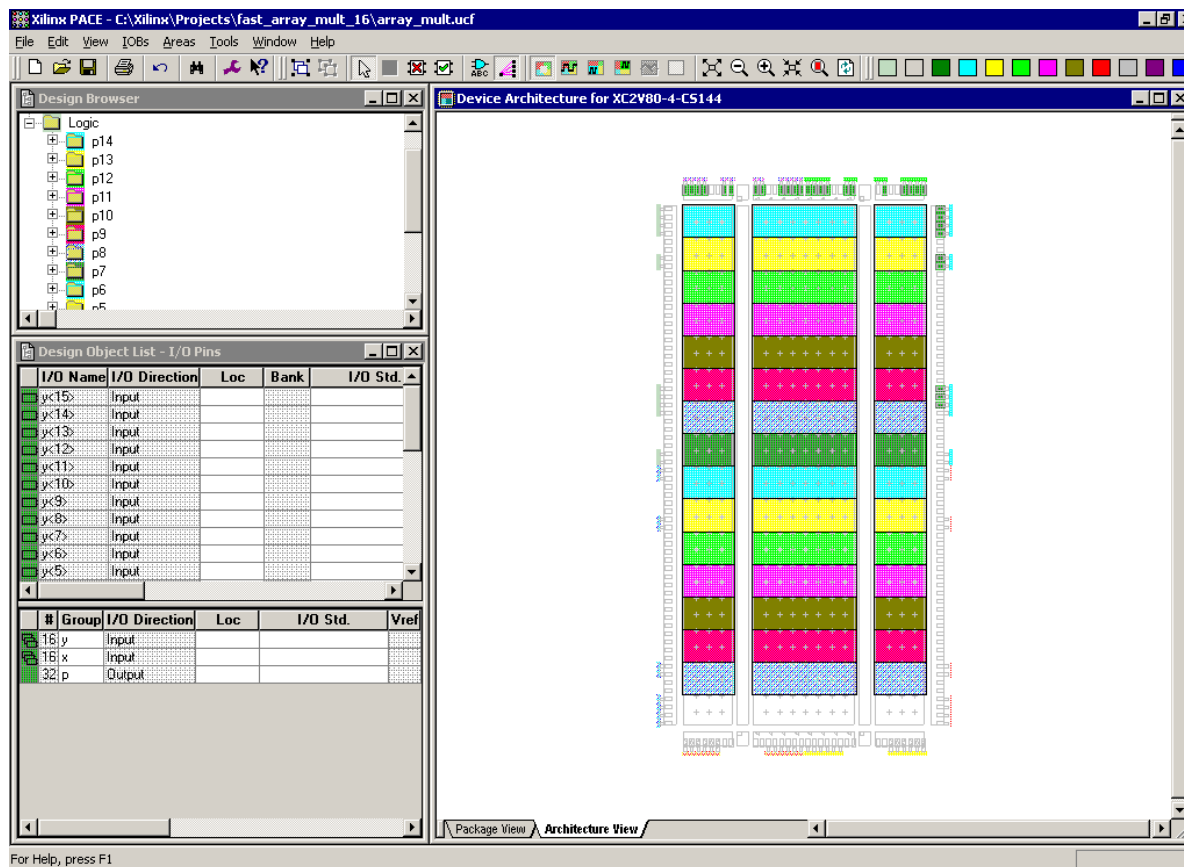 Xilinx PACE - C:\Xilinx\Projects\fast_array_mult_16\array_mult.ucf
File Edit View IOBs Areas Tools Window Help
ABC
Design Browser
Logic
p14
p13
p12
p11
p10
p9
p8
p7
p6
p5
Design Object List - I/O Pins
I/O Name I/O Direction Loc Bank I/O Std.
y<15> Input
y<14> Input
y<13> Input
y<12> Input
y<11> Input
y<10> Input
y<9> Input
y<8> Input
y<7> Input
y<6> Input
y<5> Input
# Group I/O Direction Loc I/O Std. Vref
16 y Input
16 x Input
32 p Output
Device Architecture for XC2V80-4-CS144
Package View Architecture View
For Help, press F1